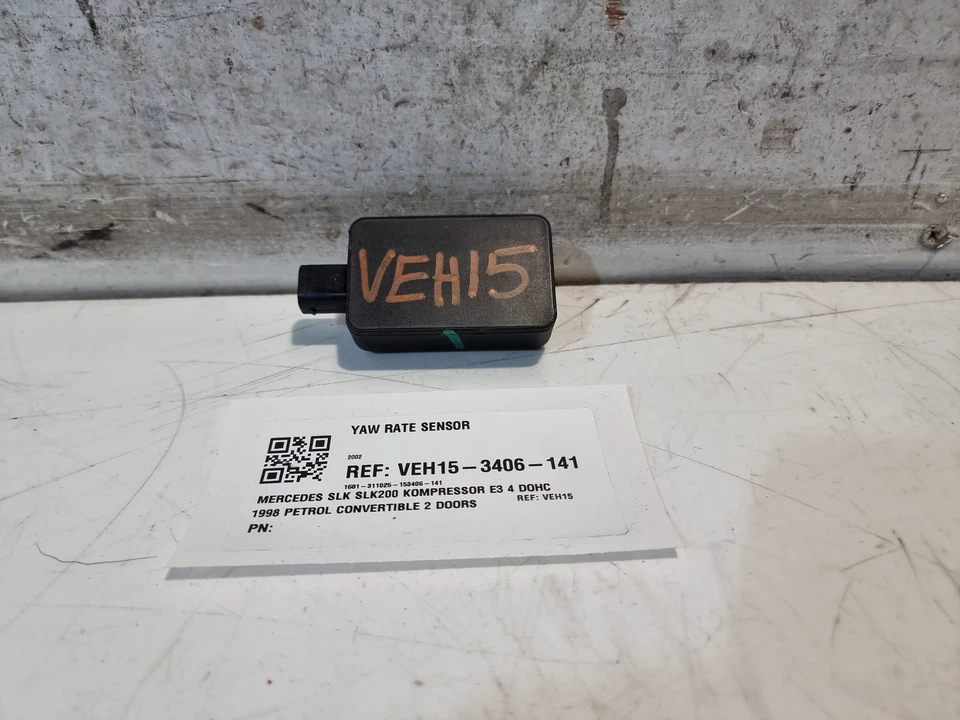 VEH15
YAW RATE SENSOR
2002
REF: VEH15-3406-141
1681-311025-153406-141
MERCEDES SLK SLK200 KOMPRESSOR E3 4 DOHC
REF: VEH15
1998 PETROL CONVERTIBLE 2 DOORS
PN: